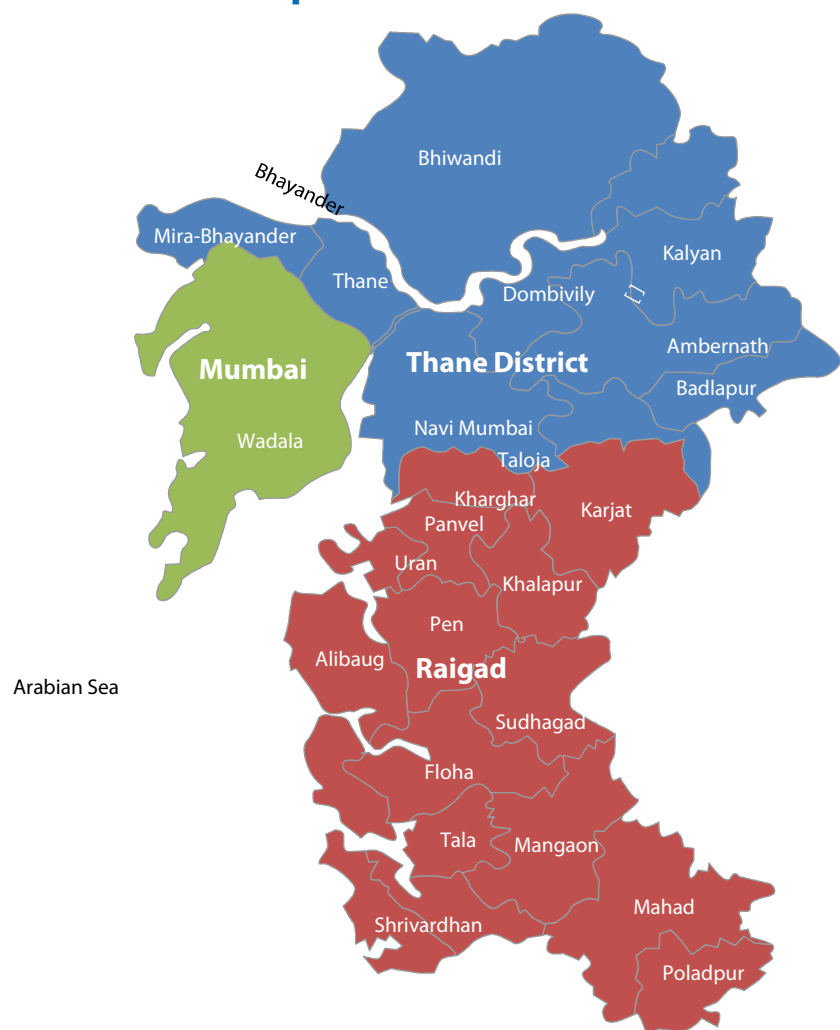 Bhiwandi
Bhayander
Mira-Bhayander
Kalyan
Thane
Dombivily
Ambernath
Mumbai
Thane District
Badlapur
Navi Mumbai
Wadala
Taloja
Kharghar
Karjat
Panvel
Uran
Khalapur
Pen
Alibaug
Raigad
Arabian Sea
Sudhagad
Floha
Tala
Mangaon
Mahad
Shrivardhan
Poladpur